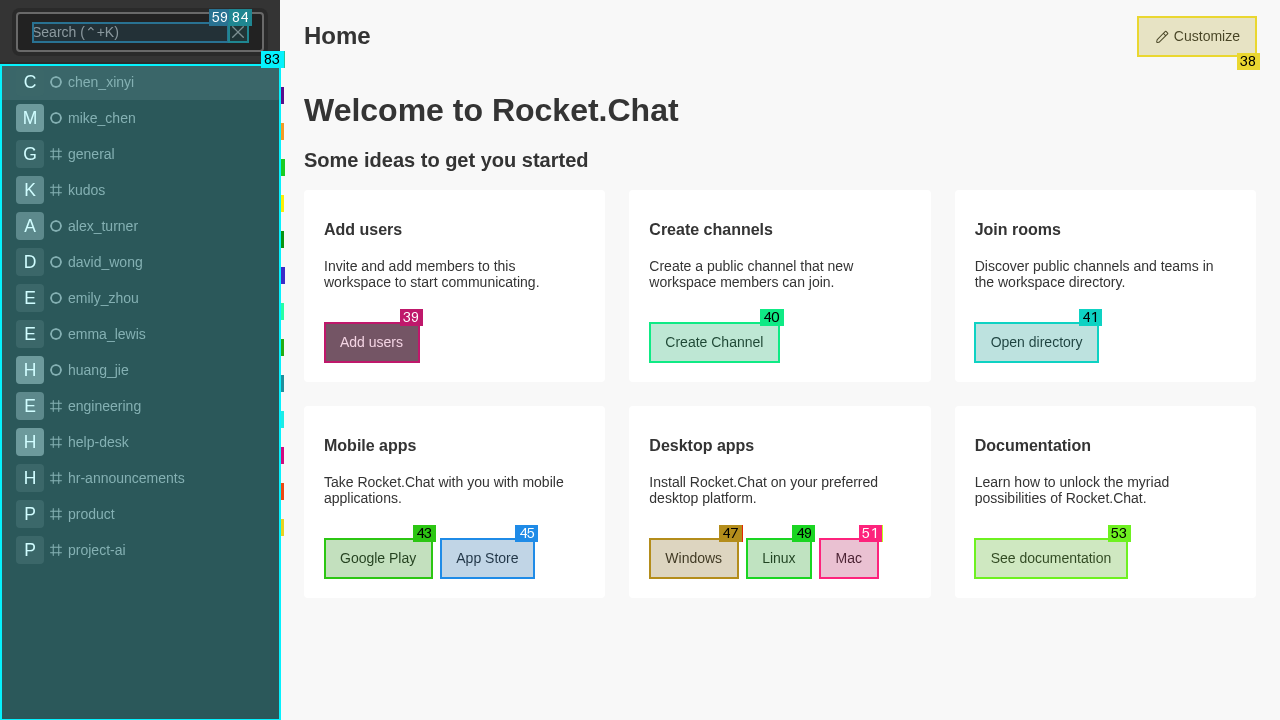 59 84
Search (⌃+K)
83
C chen_xinyi
M mike_chen
G general
K kudos
A alex_turner
D david_wong
E emily_zhou
E emma_lewis
H huang_jie
E engineering
H help-desk
H hr-announcements
P product
P project-ai
Home
Customize
38
Welcome to Rocket.Chat
Some ideas to get you started
Add users
Invite and add members to this
workspace to start communicating.
39
Add users
Create channels
Create a public channel that new
workspace members can join.
40
Create Channel
Join rooms
Discover public channels and teams in
the workspace directory.
41
Open directory
Mobile apps
Take Rocket.Chat with you with mobile
applications.
43 45
Google Play App Store
Desktop apps
Install Rocket.Chat on your preferred
desktop platform.
47 49 51
Windows Linux Mac
Documentation
Learn how to unlock the myriad
possibilities of Rocket.Chat.
53
See documentation